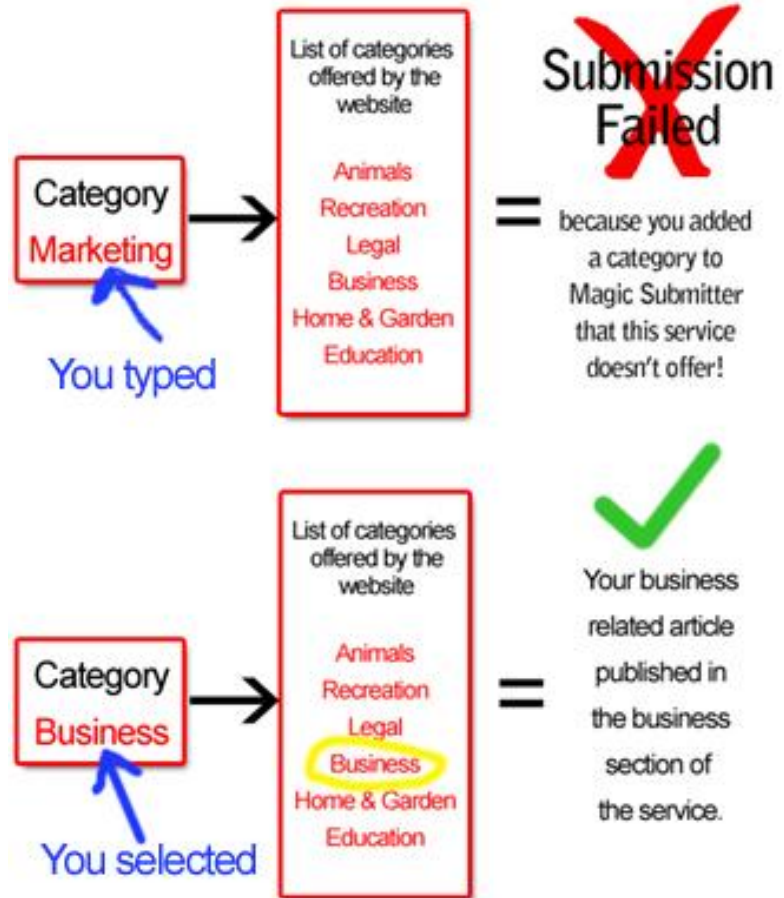 Category
Marketing
You typed
List of categories
offered by the
website
Animals
Recreation
Legal
Business
Home & Garden
Education
=
Submission
Failed
because you added
a category to
Magic Submitter
that this service
doesn't offer!
Category
Business
You selected
List of categories
offered by the
website
Animals
Recreation
Legal
Business
Home & Garden
Education
=
Your business
related article
published in
the business
section of
the service.